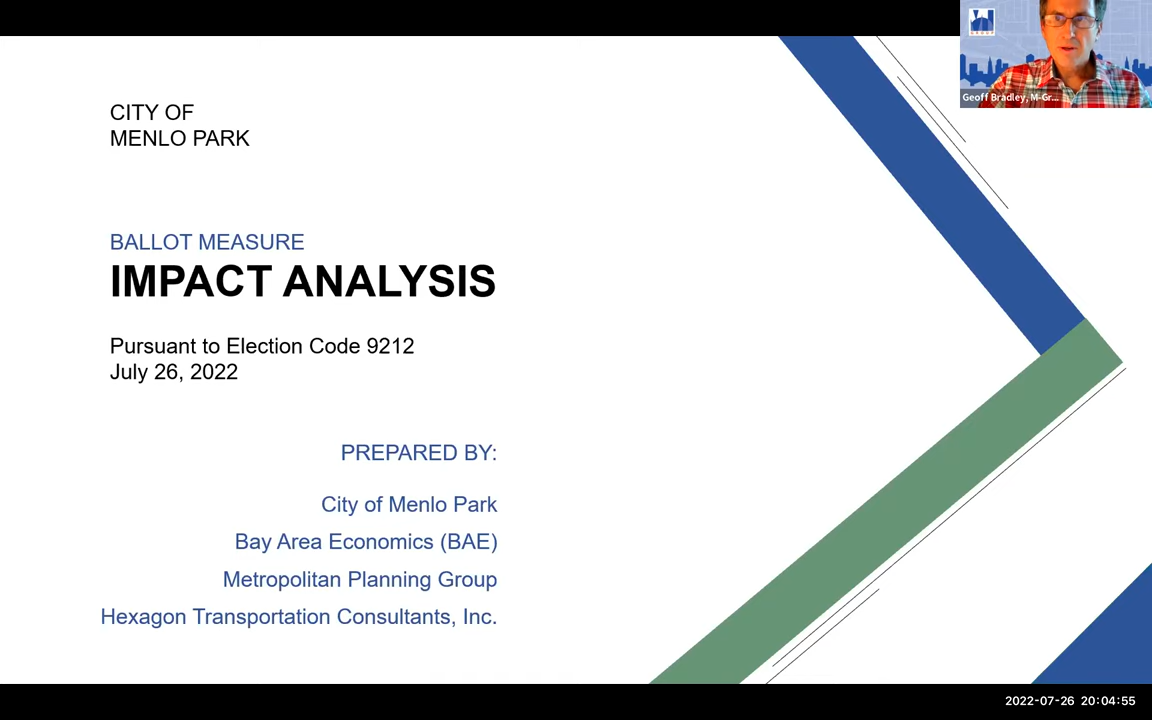 CITY OF
MENLO PARK
BALLOT MEASURE
IMPACT ANALYSIS
Pursuant to Election Code 9212
July 26, 2022
PREPARED BY:
City of Menlo Park
Bay Area Economics (BAE)
Metropolitan Planning Group
Hexagon Transportation Consultants, Inc.
Geoff Bradley, M-Gr...
2022-07-26 20:04:55